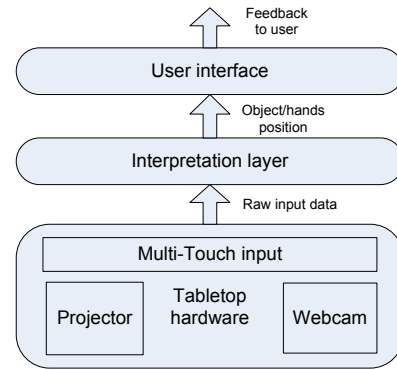 Feedback
to user
User interface
Object/hands
position
Interpretation layer
Raw input data
Multi-Touch input
Projector
Tabletop
hardware
Webcam